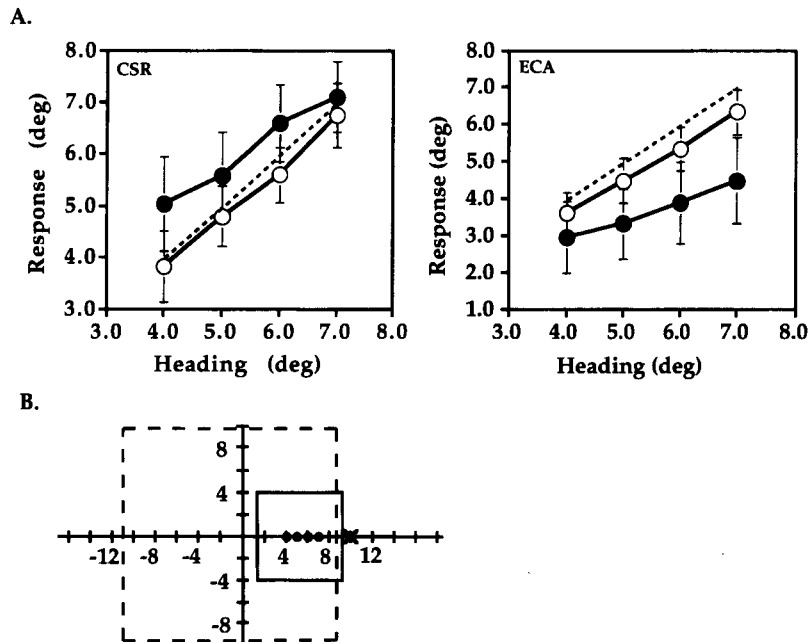 A.
CSR
Response (deg)
8.0
7.0
6.0
5.0
4.0
3.0
3.0 4.0 5.0 6.0 7.0 8.0
Heading (deg)
ECA
Response (deg)
8.0
7.0
6.0
5.0
4.0
3.0
2.0
1.0
3.0 4.0 5.0 6.0 7.0 8.0
Heading (deg)
B.
8
4
-12 -8 -4 4 8 12
-4
-8